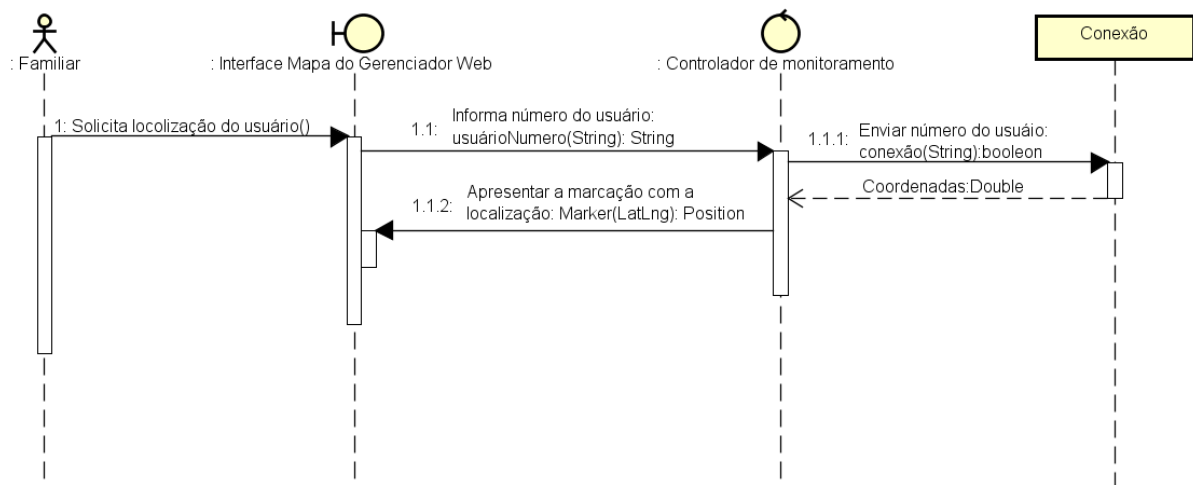 Conexão
: Familiar
: Interface Mapa do Gerenciador Web
: Controlador de monitoramento
1: Solicita locolização do usuário()
1.1:
Informa número do usuário:
usuárioNumero(String): String
1.1.1:
Enviar número do usuáio:
conexão(String):booleon
Coordenadas:Double
1.1.2:
Apresentar a marcação com a
localização: Marker(LatLng): Position